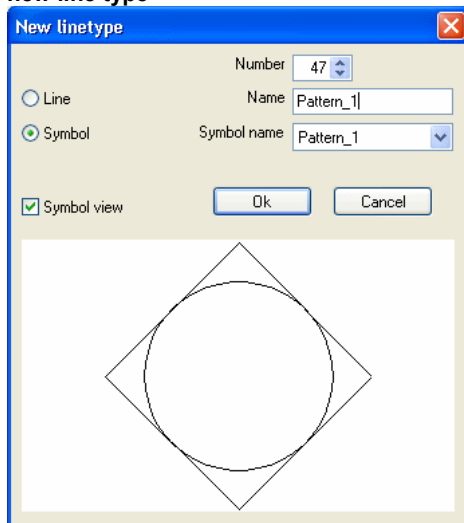 New linetype
Number 47
Line Name Pattern_1
Symbol Symbol name Pattern_1
Symbol view Ok Cancel